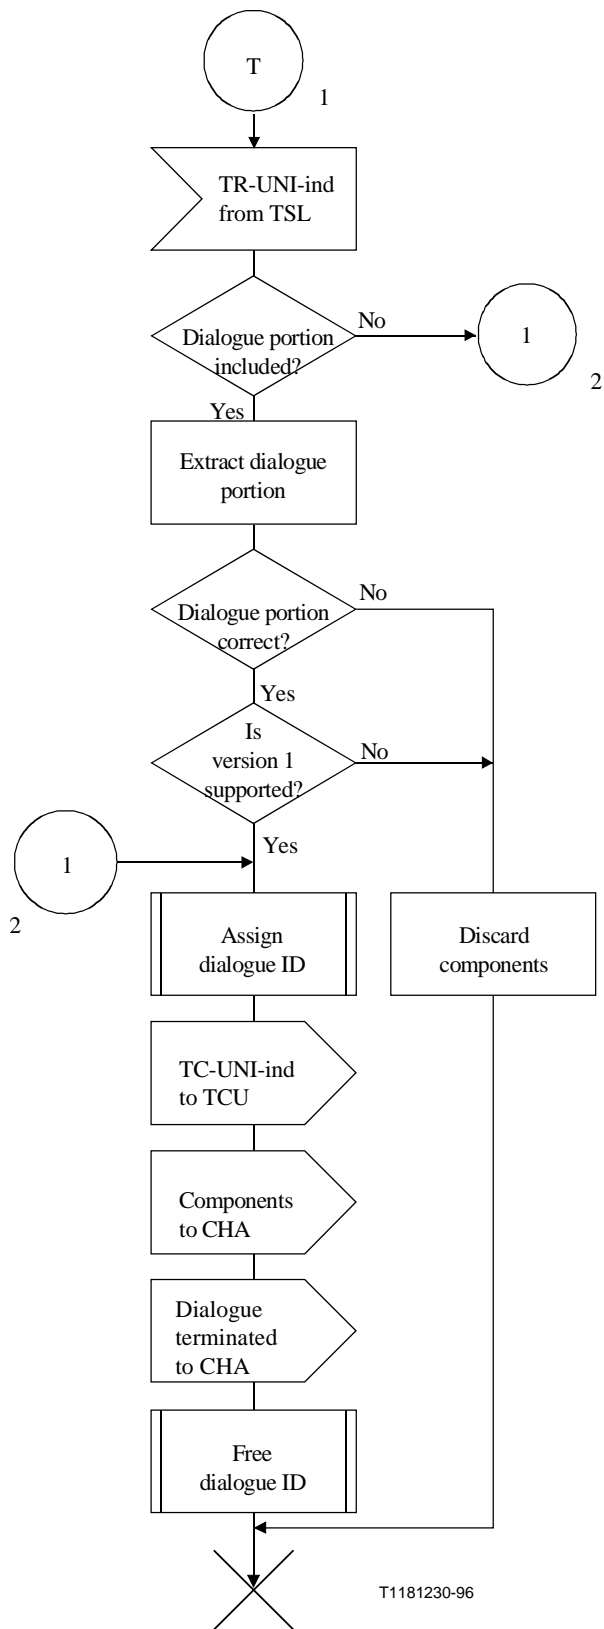 T
1
TR-UNI-ind
from TSL
Dialogue portion
included?
No
1
2
Yes
Extract dialogue
portion
Dialogue portion
correct?
No
Yes
Is
version 1
supported?
No
Yes
1
2
Assign
dialogue ID
Discard
components
TC-UNI-ind
to TCU
Components
to CHA
Dialogue
terminated
to CHA
Free
dialogue ID
T1181230-96